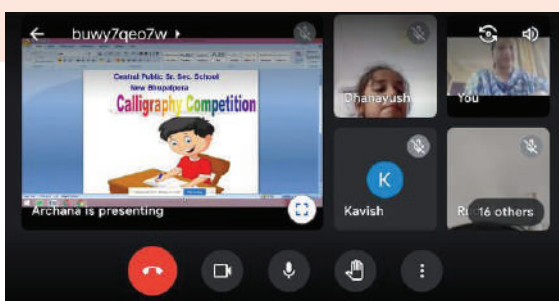 buwy7qeo7w
Central Public Sr. Sec. School
New Bhupalpura
Calligraphy Competition
Archana is presenting
Dhanayush
You
K
Kavish
16 others